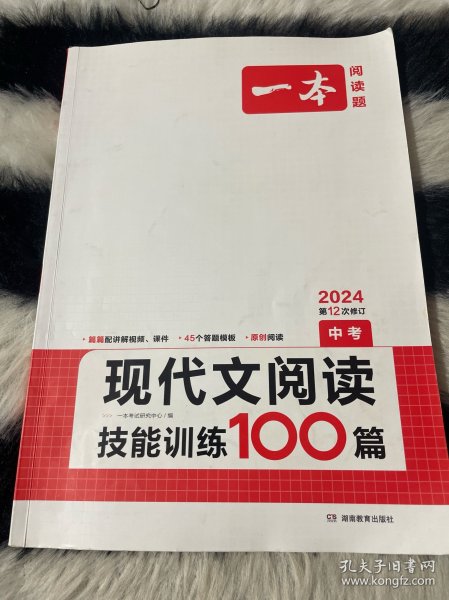 一本
阅读题
2024
第12次修订
中考
篇篇配讲解视频、课件
45个答题模板
原创阅读
现代文阅读
>>> 一本考试研究中心/编
技能训练100篇
CS 湖南教育出版社
孔夫子旧书网
www.kongfz.com